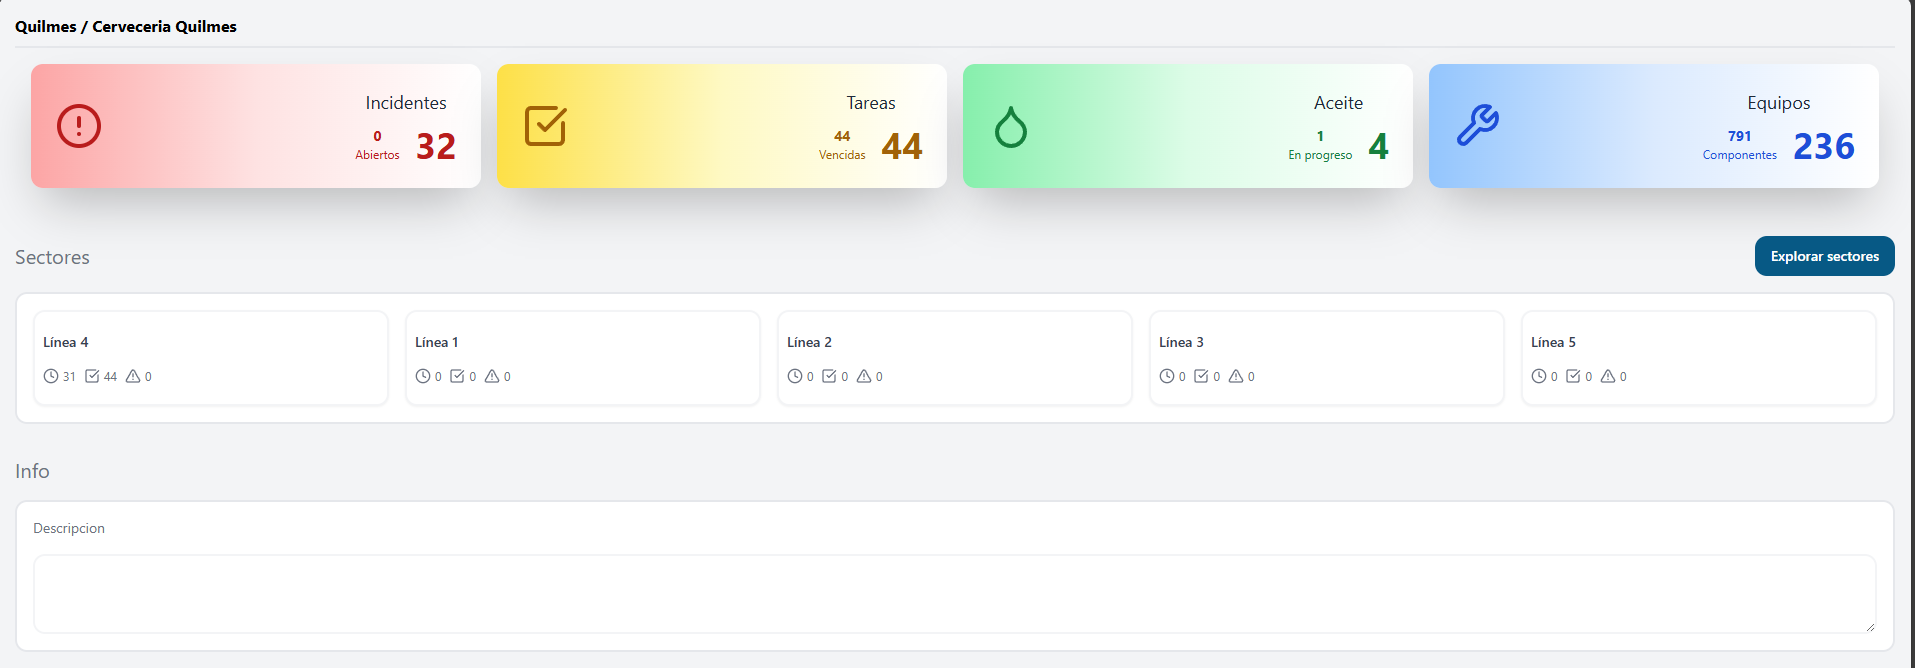 Quilmes / Cerveceria Quilmes
Incidentes
0
Abiertos
32
Tareas
44
Vencidas
44
Aceite
1
En progreso
4
Equipos
791
Componentes
236
Sectores
Explorar sectores
Línea 4
31 44 0
Línea 1
0 0 0
Línea 2
0 0 0
Línea 3
0 0 0
Línea 5
0 0 0
Info
Descripcion